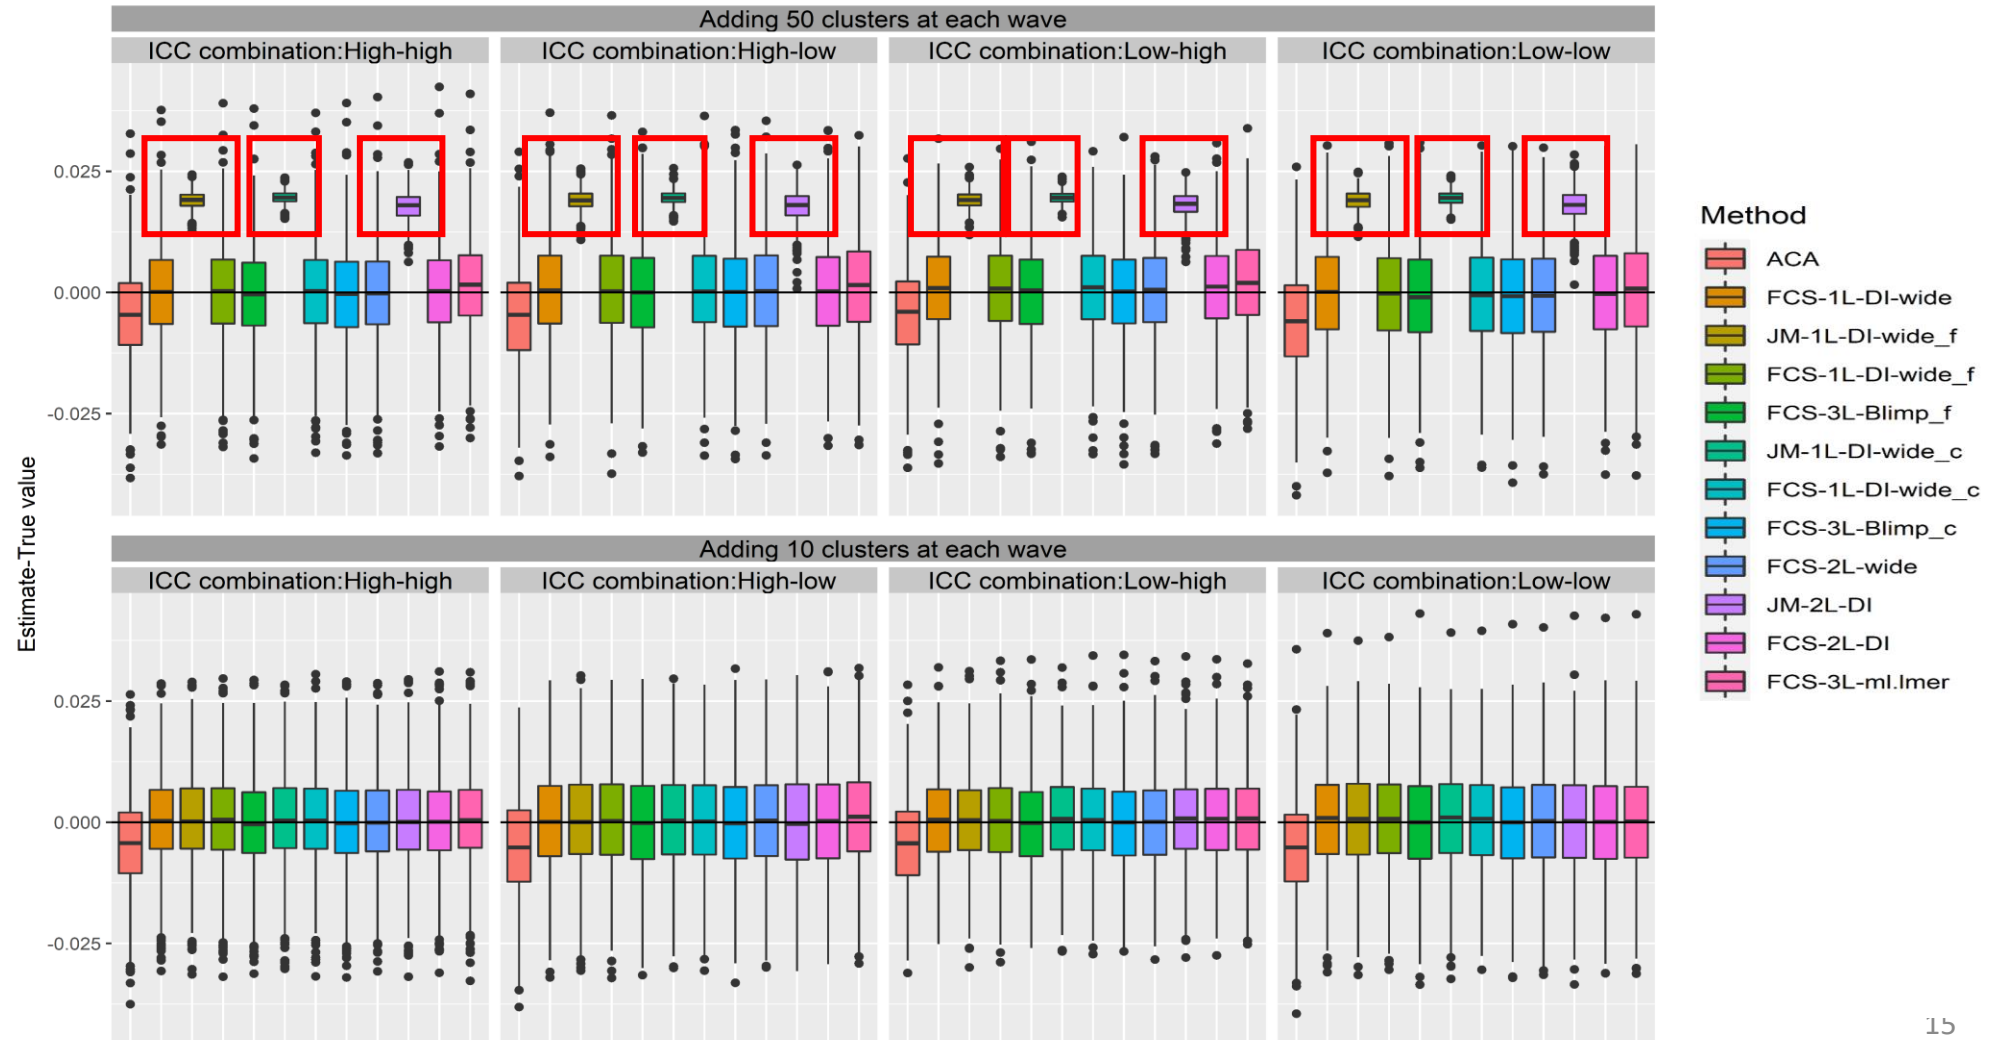 Adding 50 clusters at each wave
ICC combination:High-high
ICC combination:High-low
ICC combination:Low-high
ICC combination:Low-low
0.025
0.000
-0.025
Estimate-True value
Adding 10 clusters at each wave
ICC combination:High-high
ICC combination:High-low
ICC combination:Low-high
ICC combination:Low-low
0.025
0.000
-0.025
Method
ACA
FCS-1L-DI-wide
JM-1L-DI-wide_f
FCS-1L-DI-wide_f
FCS-3L-Blimp_f
JM-1L-DI-wide_c
FCS-1L-DI-wide_c
FCS-3L-Blimp_c
FCS-2L-wide
JM-2L-DI
FCS-2L-DI
FCS-3L-ml.lmer
15